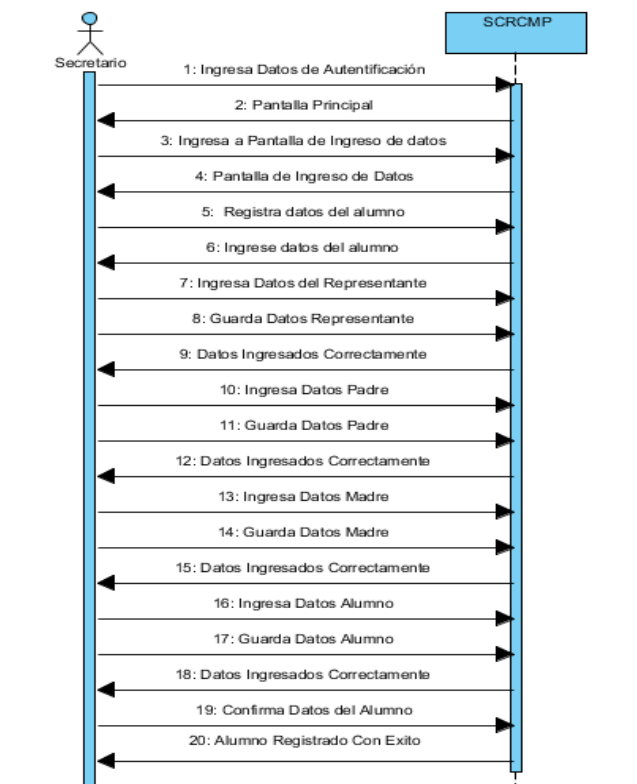 SCRCMP
Secretario
1: Ingresa Datos de Autentificación
2: Pantalla Principal
3: Ingresa a Pantalla de Ingreso de datos
4: Pantalla de Ingreso de Datos
5: Registra datos del alumno
6: Ingrese datos del alumno
7: Ingresa Datos del Representante
8: Guarda Datos Representante
9: Datos Ingresados Correctamente
10: Ingresa Datos Padre
11: Guarda Datos Padre
12: Datos Ingresados Correctamente
13: Ingresa Datos Madre
14: Guarda Datos Madre
15: Datos Ingresados Correctamente
16: Ingresa Datos Alumno
17: Guarda Datos Alumno
18: Datos Ingresados Correctamente
19: Confirma Datos del Alumno
20: Alumno Registrado Con Exito